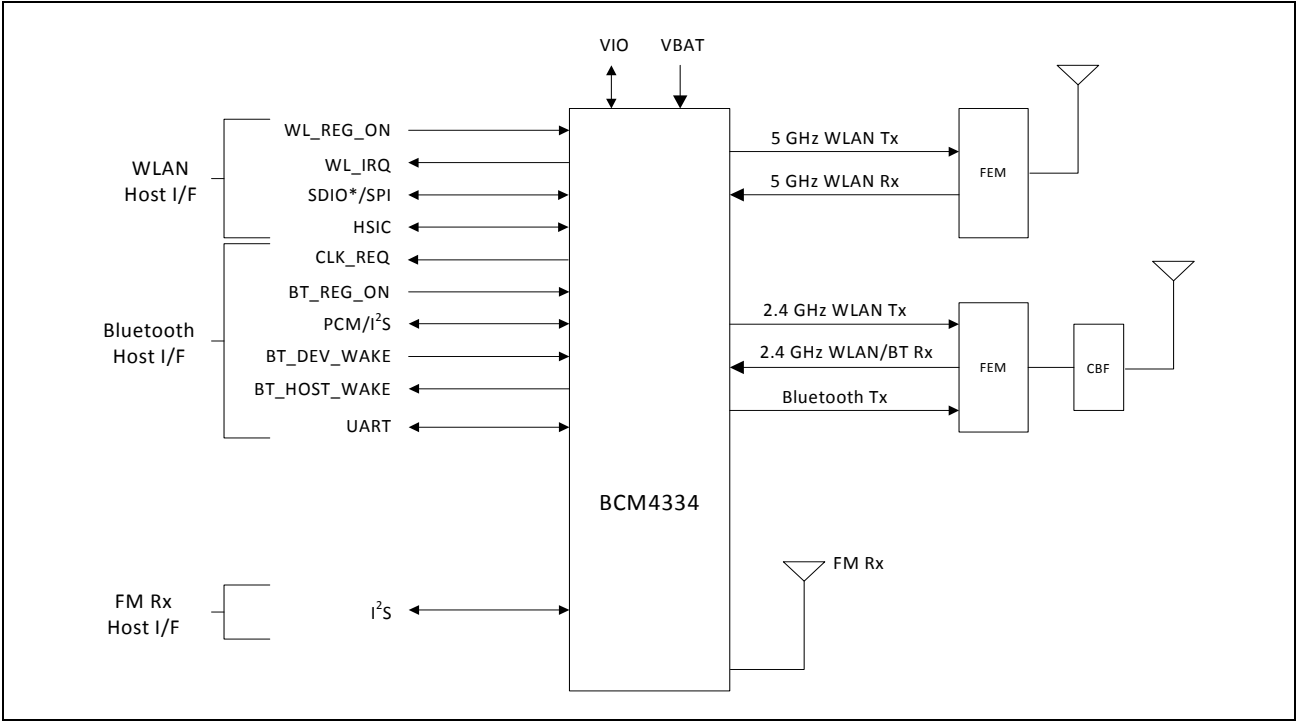 VIO VBAT
WLAN
Host I/F
WL_REG_ON
WL_IRQ
SDIO*/SPI
HSIC
Bluetooth
Host I/F
CLK_REQ
BT_REG_ON
PCM/I²S
BT_DEV_WAKE
BT_HOST_WAKE
UART
FM Rx
Host I/F
I²S
BCM4334
5 GHz WLAN Tx
5 GHz WLAN Rx
FEM
2.4 GHz WLAN Tx
2.4 GHz WLAN/BT Rx
Bluetooth Tx
FEM
CBF
FM Rx